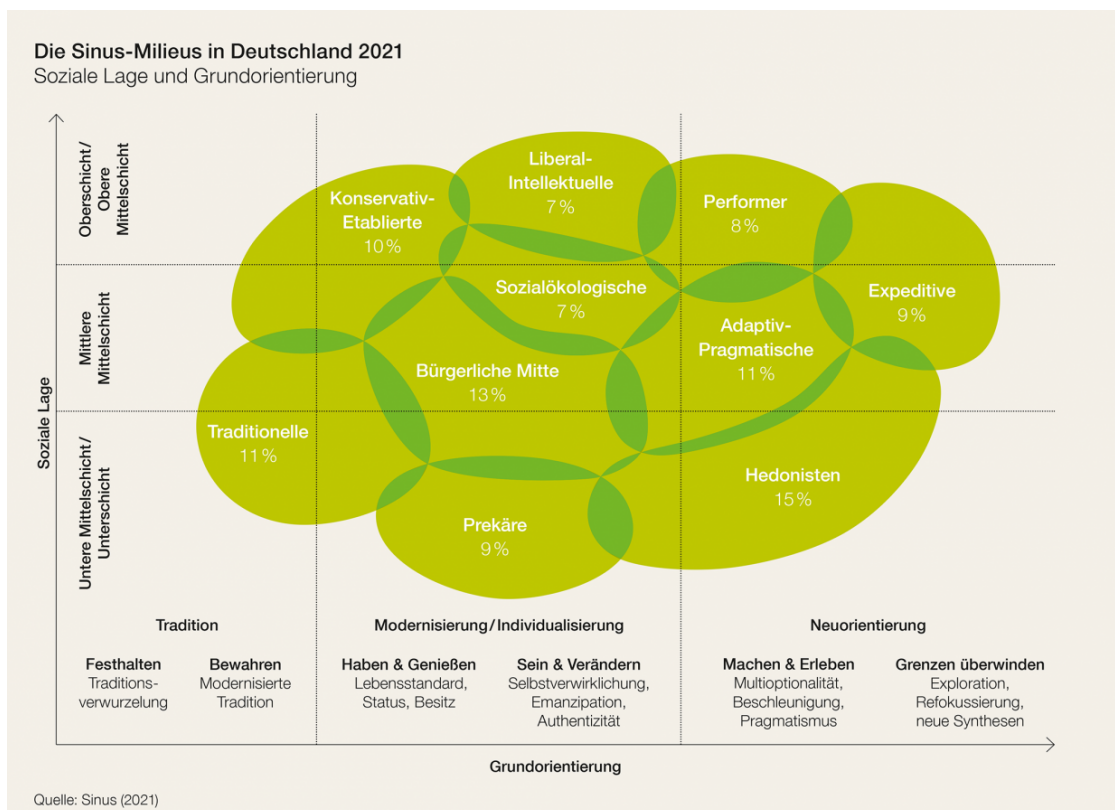 Die Sinus-Milieus in Deutschland 2021
Soziale Lage und Grundorientierung
Soziale Lage
Oberschicht/
Obere
Mittelschicht
Mittlere
Mittelschicht
Untere Mittelschicht/
Unterschicht
Konservativ-
Etablierte
10 %
Liberal-
Intellektuelle
7 %
Performer
8 %
Expeditive
9 %
Sozialökologische
7 %
Adaptiv-
Pragmatische
11 %
Bürgerliche Mitte
13 %
Traditionelle
11 %
Hedonisten
15 %
Prekäre
9 %
Tradition
Modernisierung/Individualisierung
Neuorientierung
Festhalten
Traditions-
verwurzelung
Bewahren
Modernisierte
Tradition
Haben & Genießen
Lebensstandard,
Status, Besitz
Sein & Verändern
Selbstverwirklichung,
Emanzipation,
Authentizität
Machen & Erleben
Multioptionalität,
Beschleunigung,
Pragmatismus
Grenzen überwinden
Exploration,
Refokussierung,
neue Synthesen
Grundorientierung
Quelle: Sinus (2021)